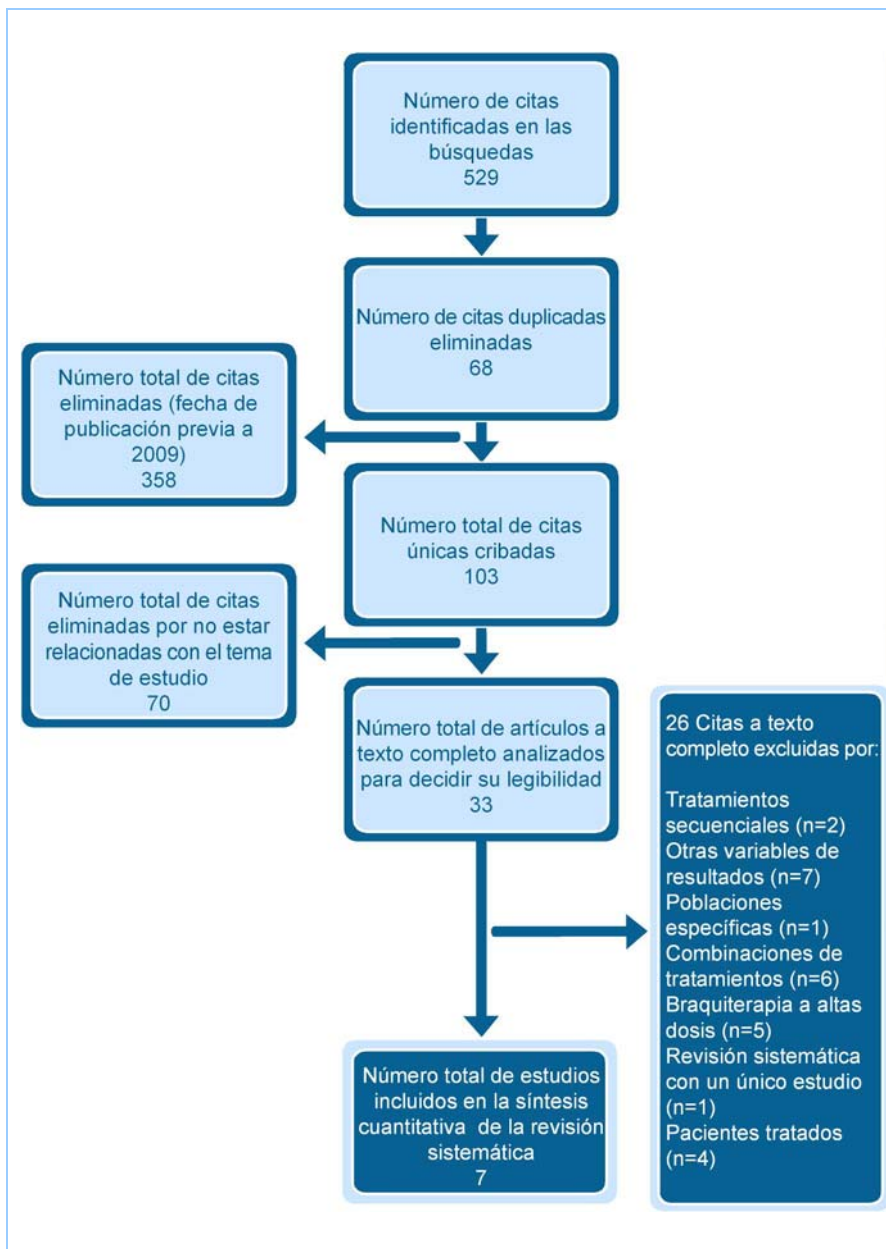 Número de citas
identificadas en las
búsquedas
529
Número de citas duplicadas
eliminadas
68
Número total de citas
eliminadas (fecha de
publicación previa a
2009)
358
Número total de citas
únicas cribadas
103
Número total de citas
eliminadas por no estar
relacionadas con el tema
de estudio
70
Número total de artículos a
texto completo analizados
para decidir su legibilidad
33
26 Citas a texto
completo excluidas por:
Tratamientos
secuenciales (n=2)
Otras variables de
resultados (n=7)
Poblaciones
específicas (n=1)
Combinaciones de
tratamientos (n=6)
Braquiterapia a altas
dosis (n=5)
Revisión sistemática
con un único estudio
(n=1)
Pacientes tratados
(n=4)
Número total de estudios
incluidos en la síntesis
cuantitativa de la revisión
sistemática
7